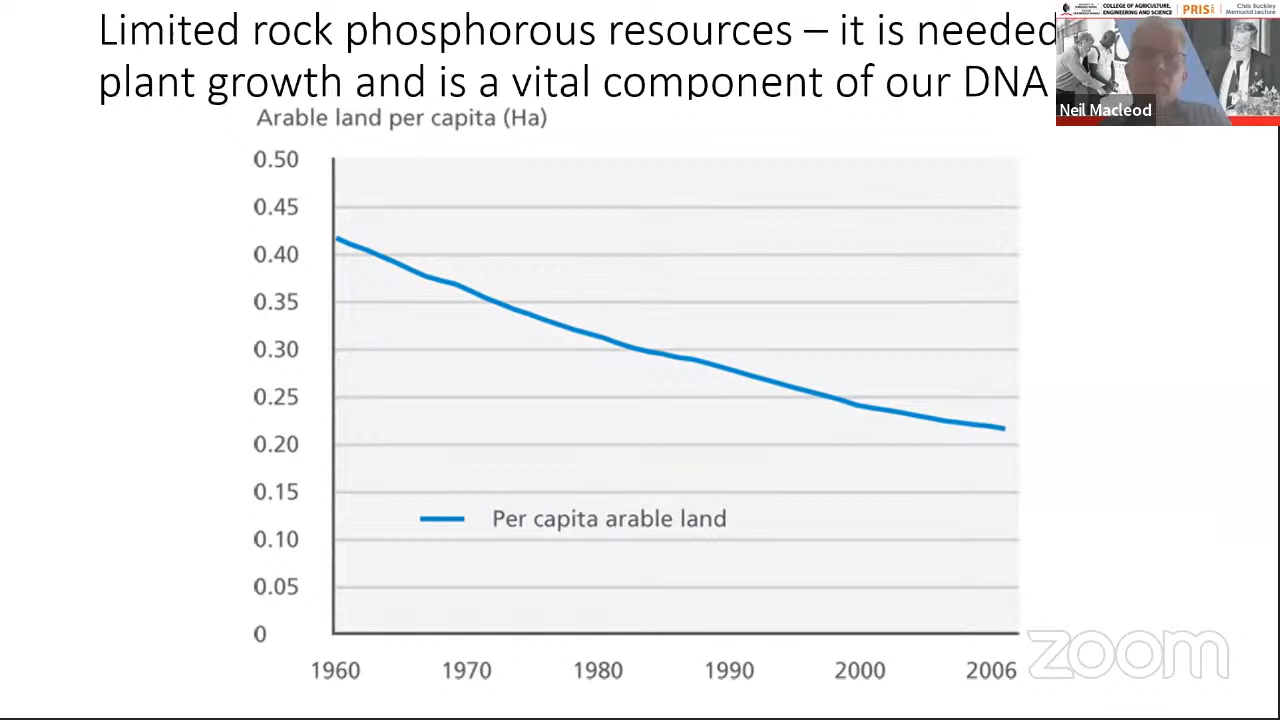 Limited rock phosphorous resources – it is needed
plant growth and is a vital component of our DNA
COLLEGE OF AGRICULTURE,
ENGINEERING AND SCIENCE
PRIS
Chris Buckley
Memorial Lecture
Neil Macleod
Arable land per capita (Ha)
0.50
0.45
0.40
0.35
0.30
0.25
0.20
0.15
Per capita arable land
0.10
0.05
0
1960 1970 1980 1990 2000 2006
zoom